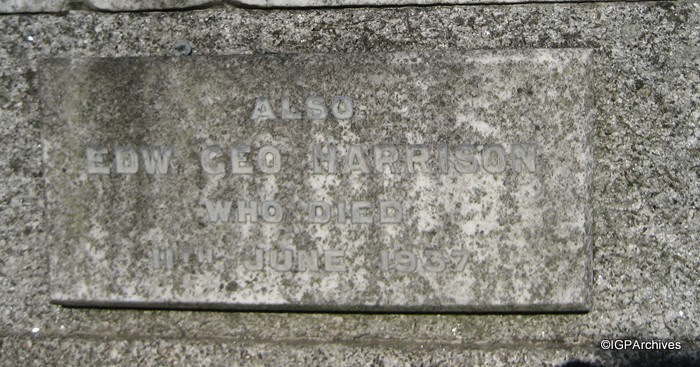 ALSO
EDW GEO HARRISON
WHO DIED
11TH JUNE 1937
©IGPArchives